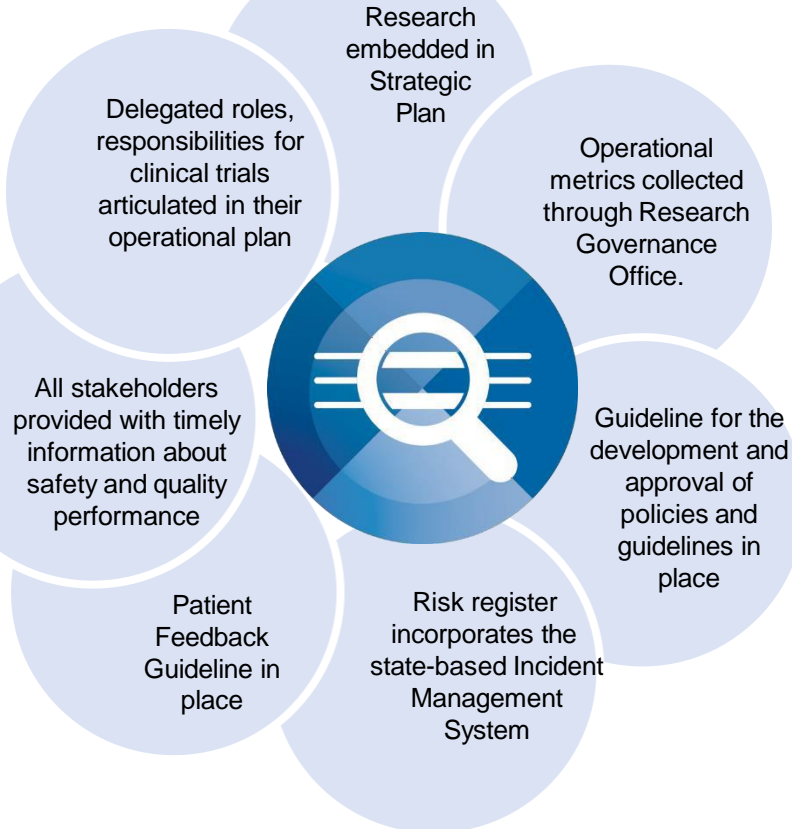 Research
embedded in
Strategic
Plan
Operational
metrics collected
through Research
Governance
Office.
Guideline for the
development and
approval of
policies and
guidelines in
place
Risk register
incorporates the
state-based Incident
Management
System
Patient
Feedback
Guideline in
place
All stakeholders
provided with timely
information about
safety and quality
performance
Delegated roles,
responsibilities for
clinical trials
articulated in their
operational plan